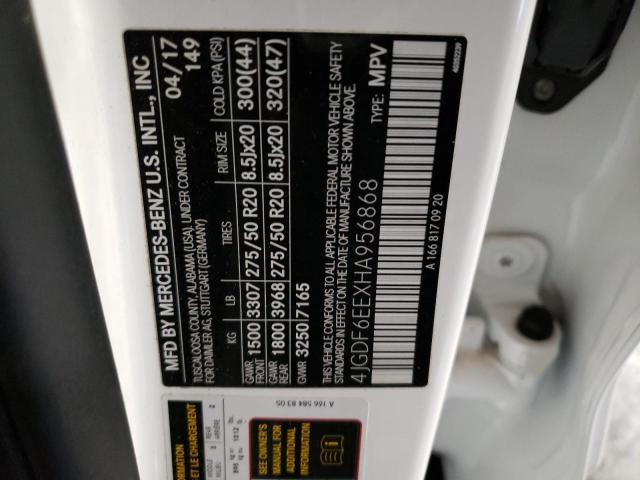 MFD BY MERCEDES-BENZ U.S. INTL., INC
TUSCALOOSA COUNTY, ALABAMA (USA), UNDER CONTRACT
FOR DAIMLER AG, STUTTGART (GERMANY)
04/17
149
KG LB TIRES RIM SIZE COLD KPA (PSI)
GAWR FRONT 1500 3307 275/50 R20 8.5Jx20 300(44)
GAWR REAR 1800 3968 275/50 R20 8.5Jx20 320(47)
GVWR 3250 7165
THIS VEHICLE CONFORMS TO ALL APPLICABLE FEDERAL MOTOR VEHICLE SAFETY
STANDARDS IN EFFECT ON THE DATE OF MANUFACTURE SHOWN ABOVE.
4JGDF6EEXHA956868 TYPE: MPV
A 166 817 09 20
A 166 584 83 05
SEE OWNER'S
MANUAL FOR
ADDITIONAL
INFORMATION